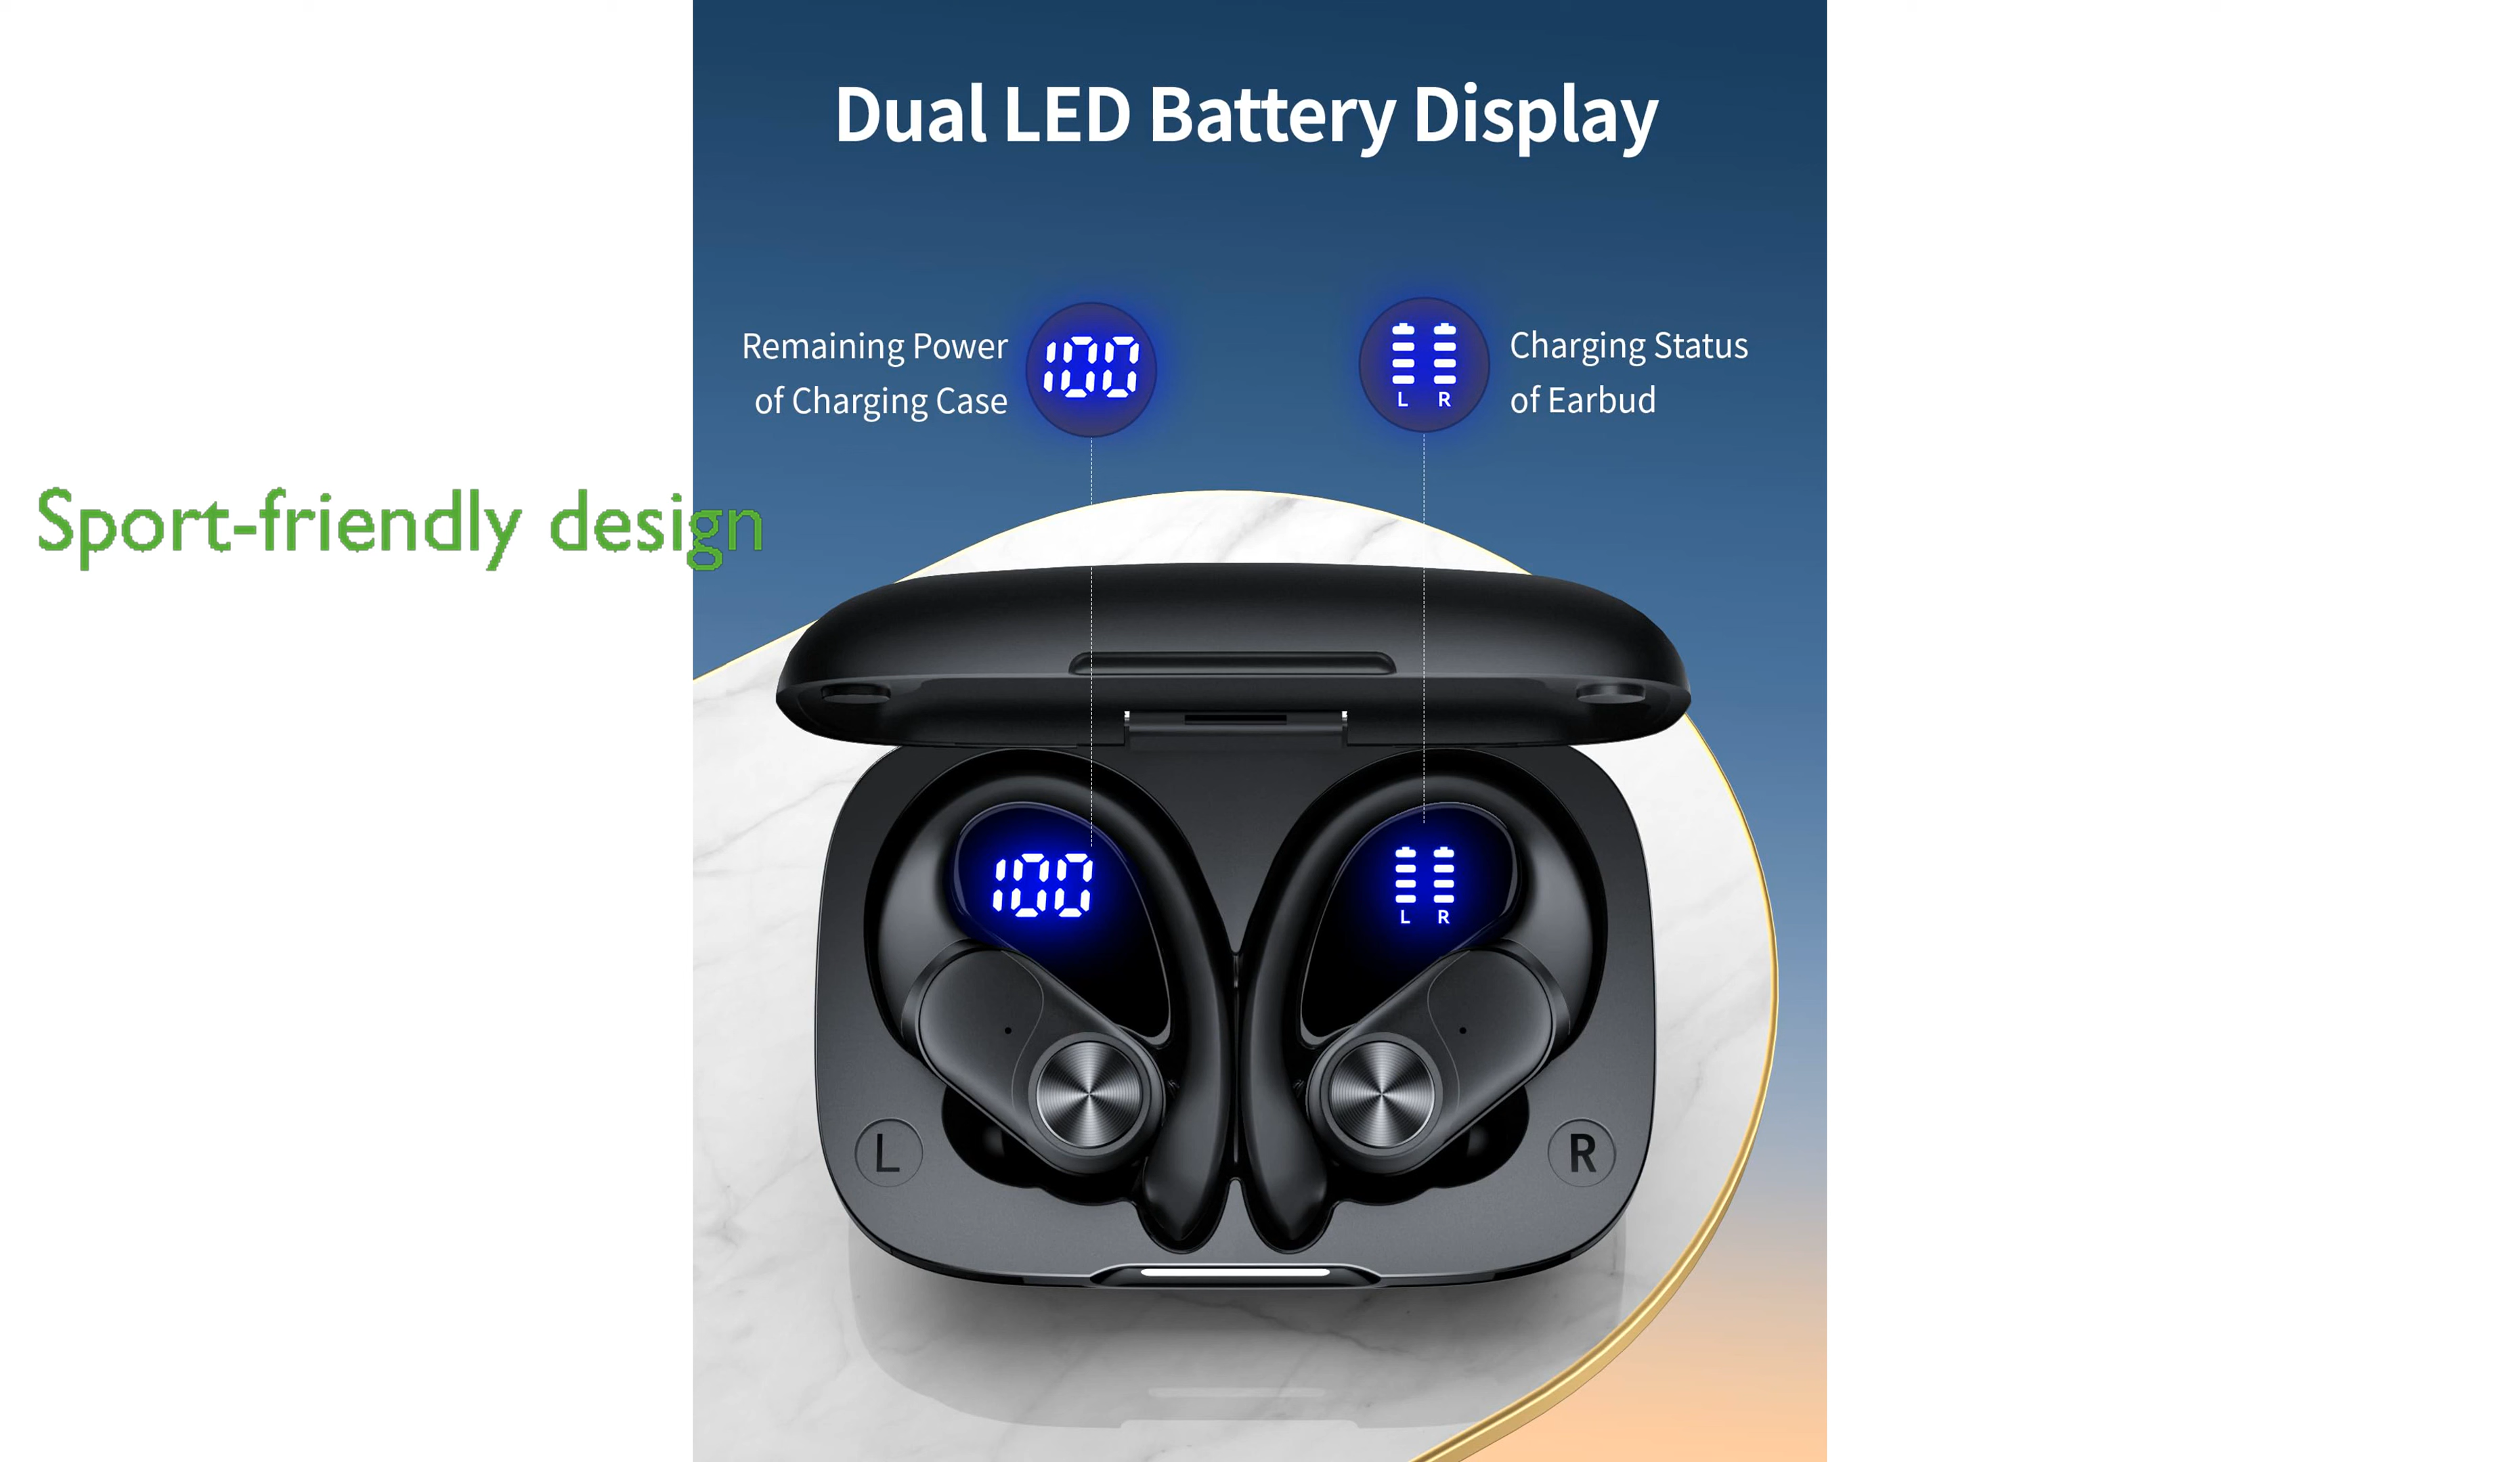 Dual LED Battery Display
Remaining Power
of Charging Case
100
L R
Charging Status
of Earbud
Sport-friendly design
100
L R
L
R